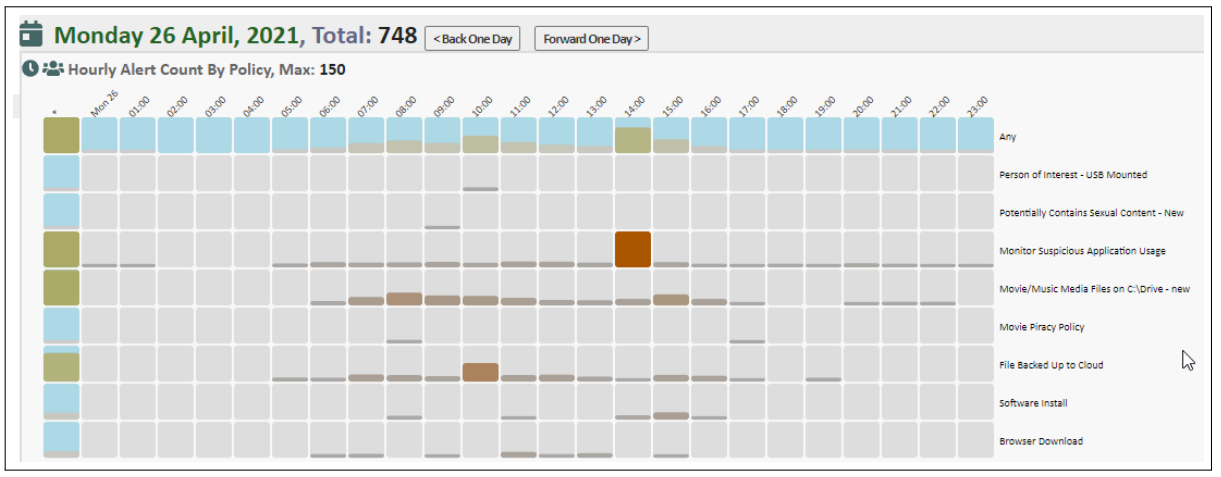 Monday 26 April, 2021, Total: 748 <Back One Day Forward One Day>
Hourly Alert Count By Policy, Max: 150
* Mon 26 01:00 02:00 03:00 04:00 05:00 06:00 07:00 08:00 09:00 10:00 11:00 12:00 13:00 14:00 15:00 16:00 17:00 18:00 19:00 20:00 21:00 22:00 23:00
Any
Person of Interest - USB Mounted
Potentially Contains Sexual Content - New
Monitor Suspicious Application Usage
Movie/Music Media Files on C:\Drive - new
Movie Piracy Policy
File Backed Up to Cloud
Software Install
Browser Download